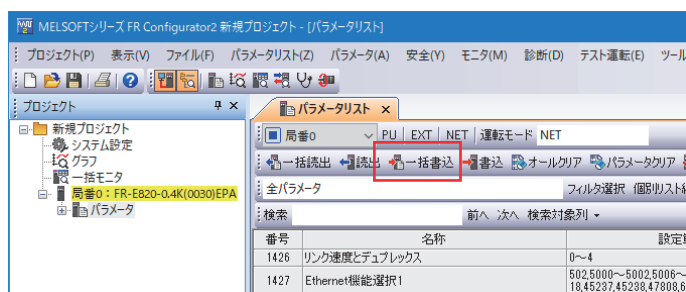 MELSOFTシリーズ FR Configurator2 新規プロジェクト - [パラメータリスト]
プロジェクト(P) 表示(V) ファイル(F) パラメータリスト(Z) パラメータ(A) 安全(Y) モニタ(M) 診断(D) テスト運転(E) ツール
プロジェクト
新規プロジェクト
システム設定
グラフ
一括モニタ
局番0:FR-E820-0.4K(0030)EPA
パラメータ
パラメータリスト
局番0 PU EXT NET 運転モード NET
一括読出 読出 一括書込 書込 オールクリア パラメータクリア
全パラメータ フィルタ選択 個別リスト
検索 前へ 次へ 検索対象列
番号 名称 設定
1426 リンク速度とデュプレックス 0~4
1427 Ethernet機能選択1 502,5000~5002,5006~
18,45237,45238,47808,6